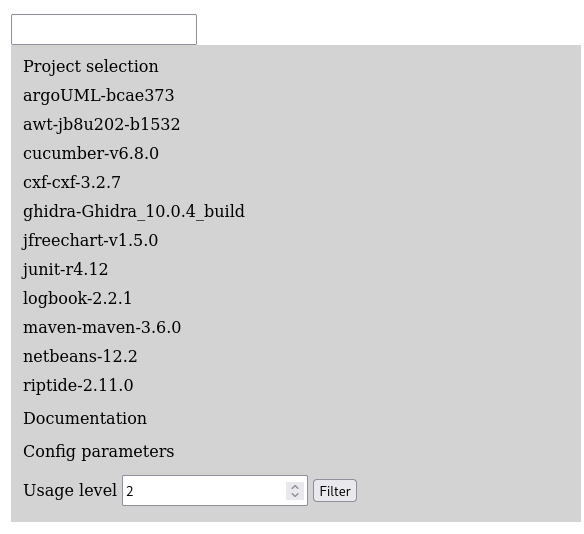 Project selection
argoUML-bcae373
awt-jb8u202-b1532
cucumber-v6.8.0
cxf-cxf-3.2.7
ghidra-Ghidra_10.0.4_build
jfreechart-v1.5.0
junit-r4.12
logbook-2.2.1
maven-maven-3.6.0
netbeans-12.2
riptide-2.11.0
Documentation
Config parameters
Usage level 2 Filter